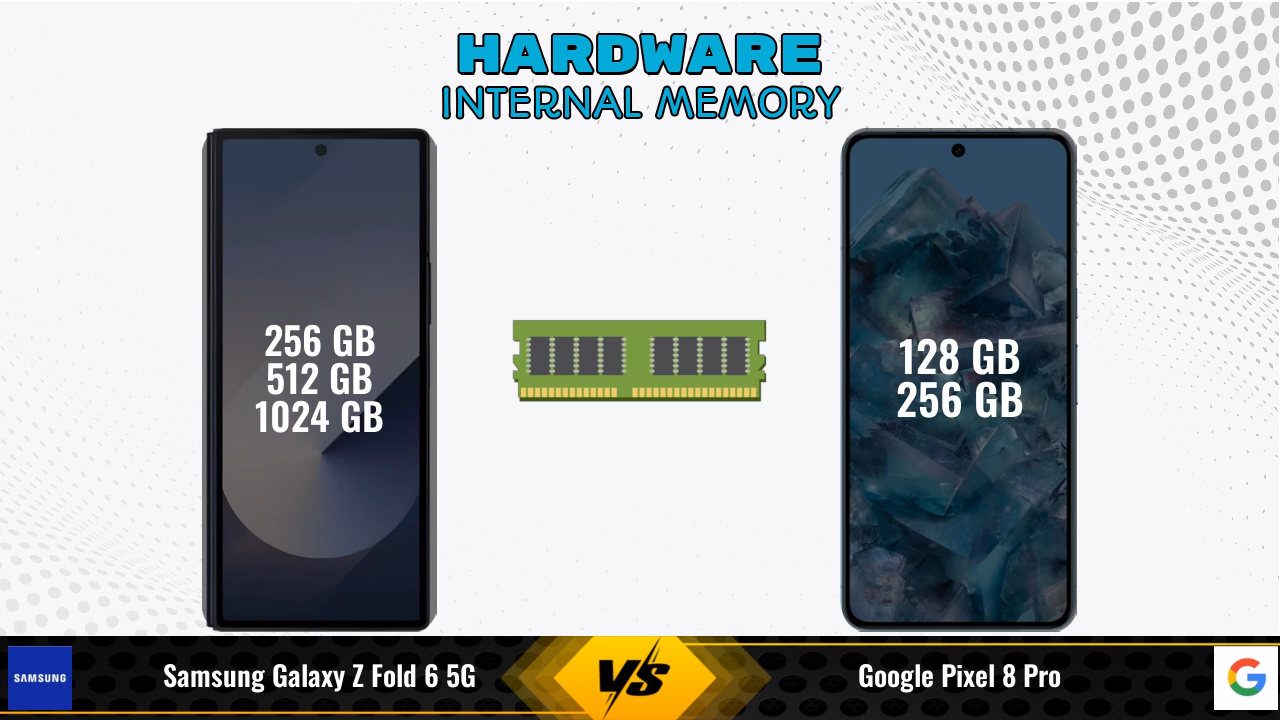 HARDWARE
INTERNAL MEMORY
256 GB
512 GB
1024 GB
128 GB
256 GB
SAMSUNG
Samsung Galaxy Z Fold 6 5G
VS
Google Pixel 8 Pro
G